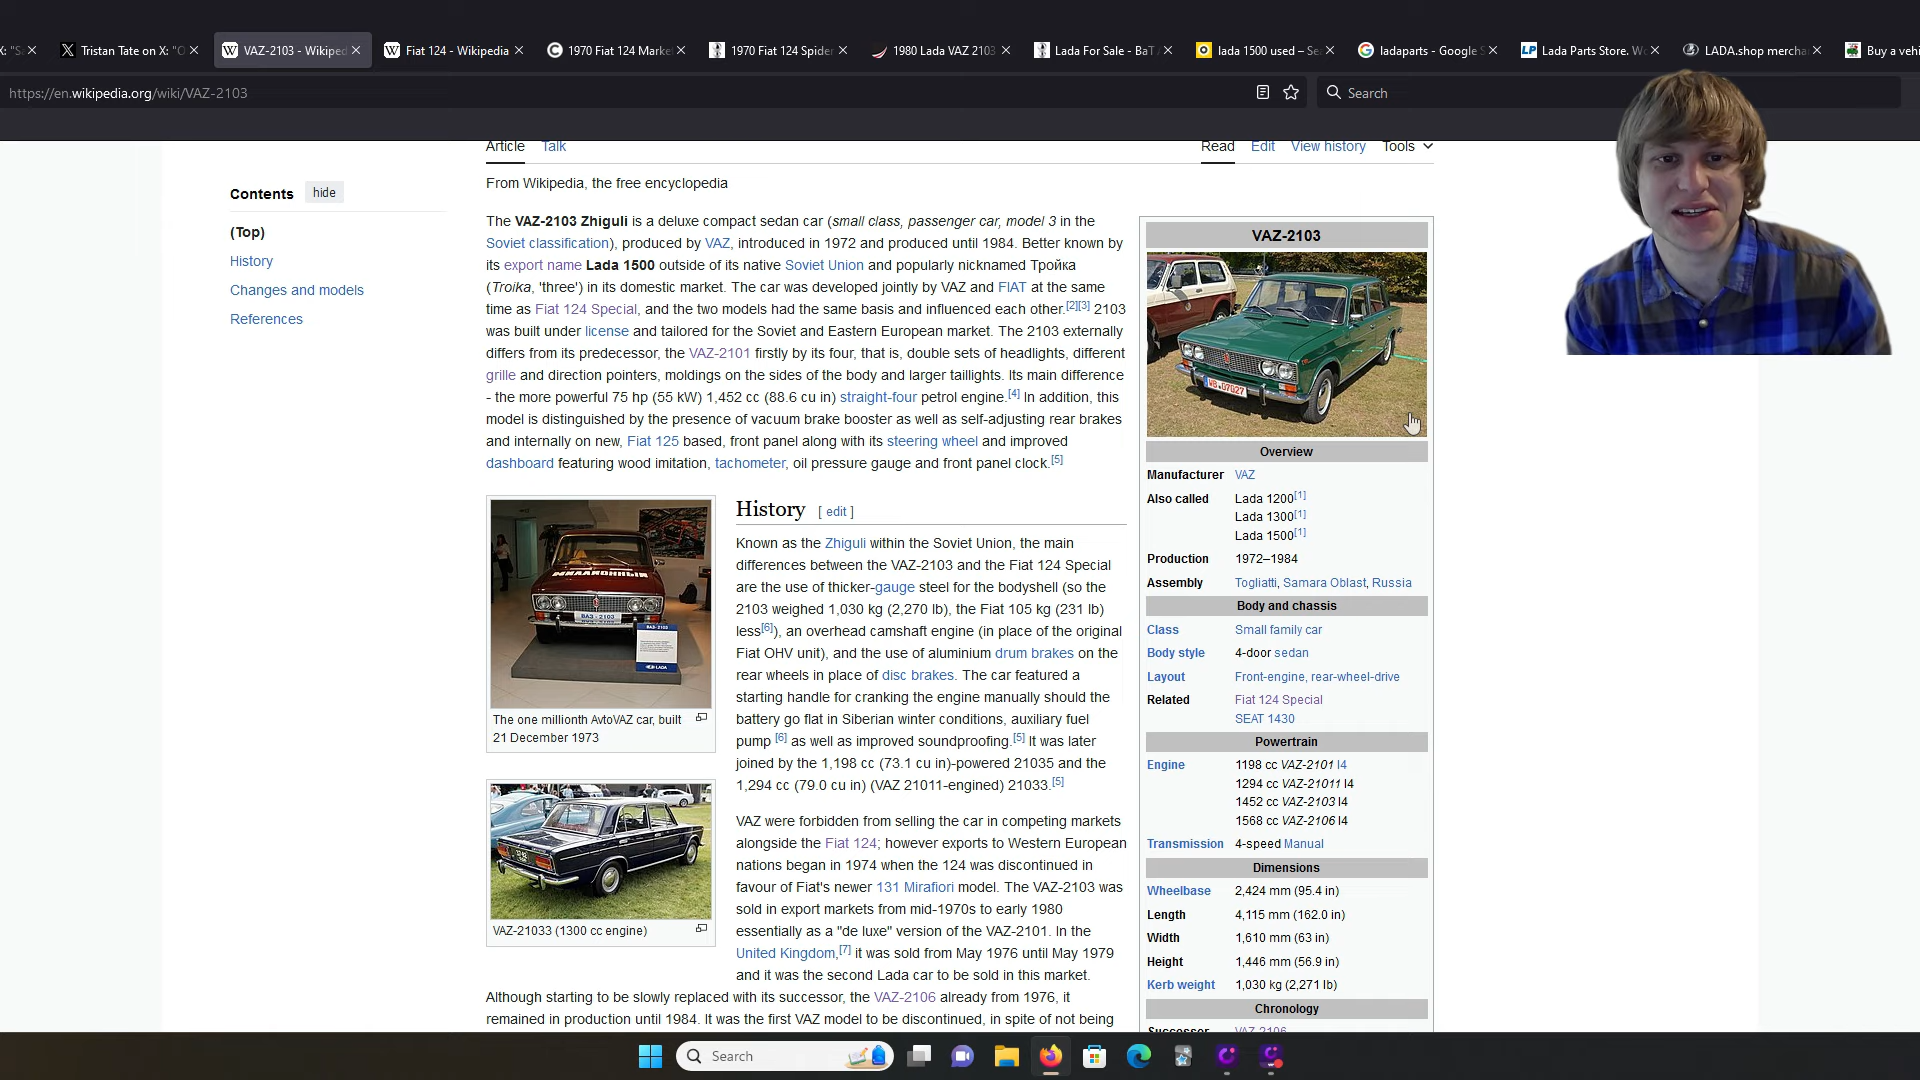 X: "S
Tristan Tate on X: "O
VAZ-2103 - Wikiped
Fiat 124 - Wikipedia
1970 Fiat 124 Marke
1970 Fiat 124 Spider
1980 Lada VAZ 2103
Lada For Sale - BaT
lada 1500 used – Se
ladaparts - Google S
Lada Parts Store. Wo
LADA.shop mercha
Buy a vehi
https://en.wikipedia.org/wiki/VAZ-2103
Search
Article Talk
Read Edit View history Tools
From Wikipedia, the free encyclopedia
Contents hide
(Top)
History
Changes and models
References
The VAZ-2103 Zhiguli is a deluxe compact sedan car (small class, passenger car, model 3 in the
Soviet classification), produced by VAZ, introduced in 1972 and produced until 1984. Better known by
its export name Lada 1500 outside of its native Soviet Union and popularly nicknamed Тройка
(Troika, 'three') in its domestic market. The car was developed jointly by VAZ and FIAT at the same
time as Fiat 124 Special, and the two models had the same basis and influenced each other.[2][3] 2103
was built under license and tailored for the Soviet and Eastern European market. The 2103 externally
differs from its predecessor, the VAZ-2101 firstly by its four, that is, double sets of headlights, different
grille and direction pointers, moldings on the sides of the body and larger taillights. Its main difference
- the more powerful 75 hp (55 kW) 1,452 cc (88.6 cu in) straight-four petrol engine.[4] In addition, this
model is distinguished by the presence of vacuum brake booster as well as self-adjusting rear brakes
and internally on new, Fiat 125 based, front panel along with its steering wheel and improved
dashboard featuring wood imitation, tachometer, oil pressure gauge and front panel clock.[5]
The one millionth AvtoVAZ car, built
21 December 1973
VAZ-21033 (1300 cc engine)
History [ edit ]
Known as the Zhiguli within the Soviet Union, the main
differences between the VAZ-2103 and the Fiat 124 Special
are the use of thicker-gauge steel for the bodyshell (so the
2103 weighed 1,030 kg (2,270 lb), the Fiat 105 kg (231 lb)
less[6]), an overhead camshaft engine (in place of the original
Fiat OHV unit), and the use of aluminium drum brakes on the
rear wheels in place of disc brakes. The car featured a
starting handle for cranking the engine manually should the
battery go flat in Siberian winter conditions, auxiliary fuel
pump [6] as well as improved soundproofing.[5] It was later
joined by the 1,198 cc (73.1 cu in)-powered 21035 and the
1,294 cc (79.0 cu in) (VAZ 21011-engined) 21033.[5]
VAZ were forbidden from selling the car in competing markets
alongside the Fiat 124; however exports to Western European
nations began in 1974 when the 124 was discontinued in
favour of Fiat's newer 131 Mirafiori model. The VAZ-2103 was
sold in export markets from mid-1970s to early 1980
essentially as a "de luxe" version of the VAZ-2101. In the
United Kingdom,[7] it was sold from May 1976 until May 1979
and it was the second Lada car to be sold in this market.
Although starting to be slowly replaced with its successor, the VAZ-2106 already from 1976, it
remained in production until 1984. It was the first VAZ model to be discontinued, in spite of not being
VAZ-2103
WB·07027
Overview
Manufacturer VAZ
Also called Lada 1200[1]
Lada 1300[1]
Lada 1500[1]
Production 1972–1984
Assembly Togliatti, Samara Oblast, Russia
Body and chassis
Class Small family car
Body style 4-door sedan
Layout Front-engine, rear-wheel-drive
Related Fiat 124 Special
SEAT 1430
Powertrain
Engine 1198 cc VAZ-2101 I4
1294 cc VAZ-21011 I4
1452 cc VAZ-2103 I4
1568 cc VAZ-2106 I4
Transmission 4-speed Manual
Dimensions
Wheelbase 2,424 mm (95.4 in)
Length 4,115 mm (162.0 in)
Width 1,610 mm (63 in)
Height 1,446 mm (56.9 in)
Kerb weight 1,030 kg (2,271 lb)
Chronology
Successor VAZ-2106
МИЛЛИОННЫЙ
ВАЗ - 2103
ВАЗ-2103
LADA
Search